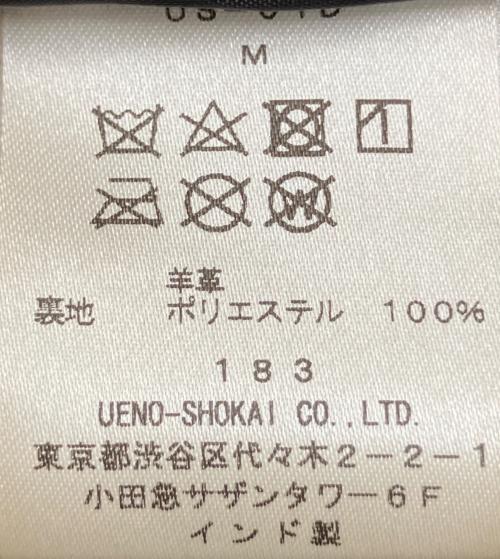 M
羊革
裏地 ポリエステル 100%
183
UENO-SHOKAI CO.,LTD.
東京都渋谷区代々木2-2-1
小田急サザンタワー6F
インド製